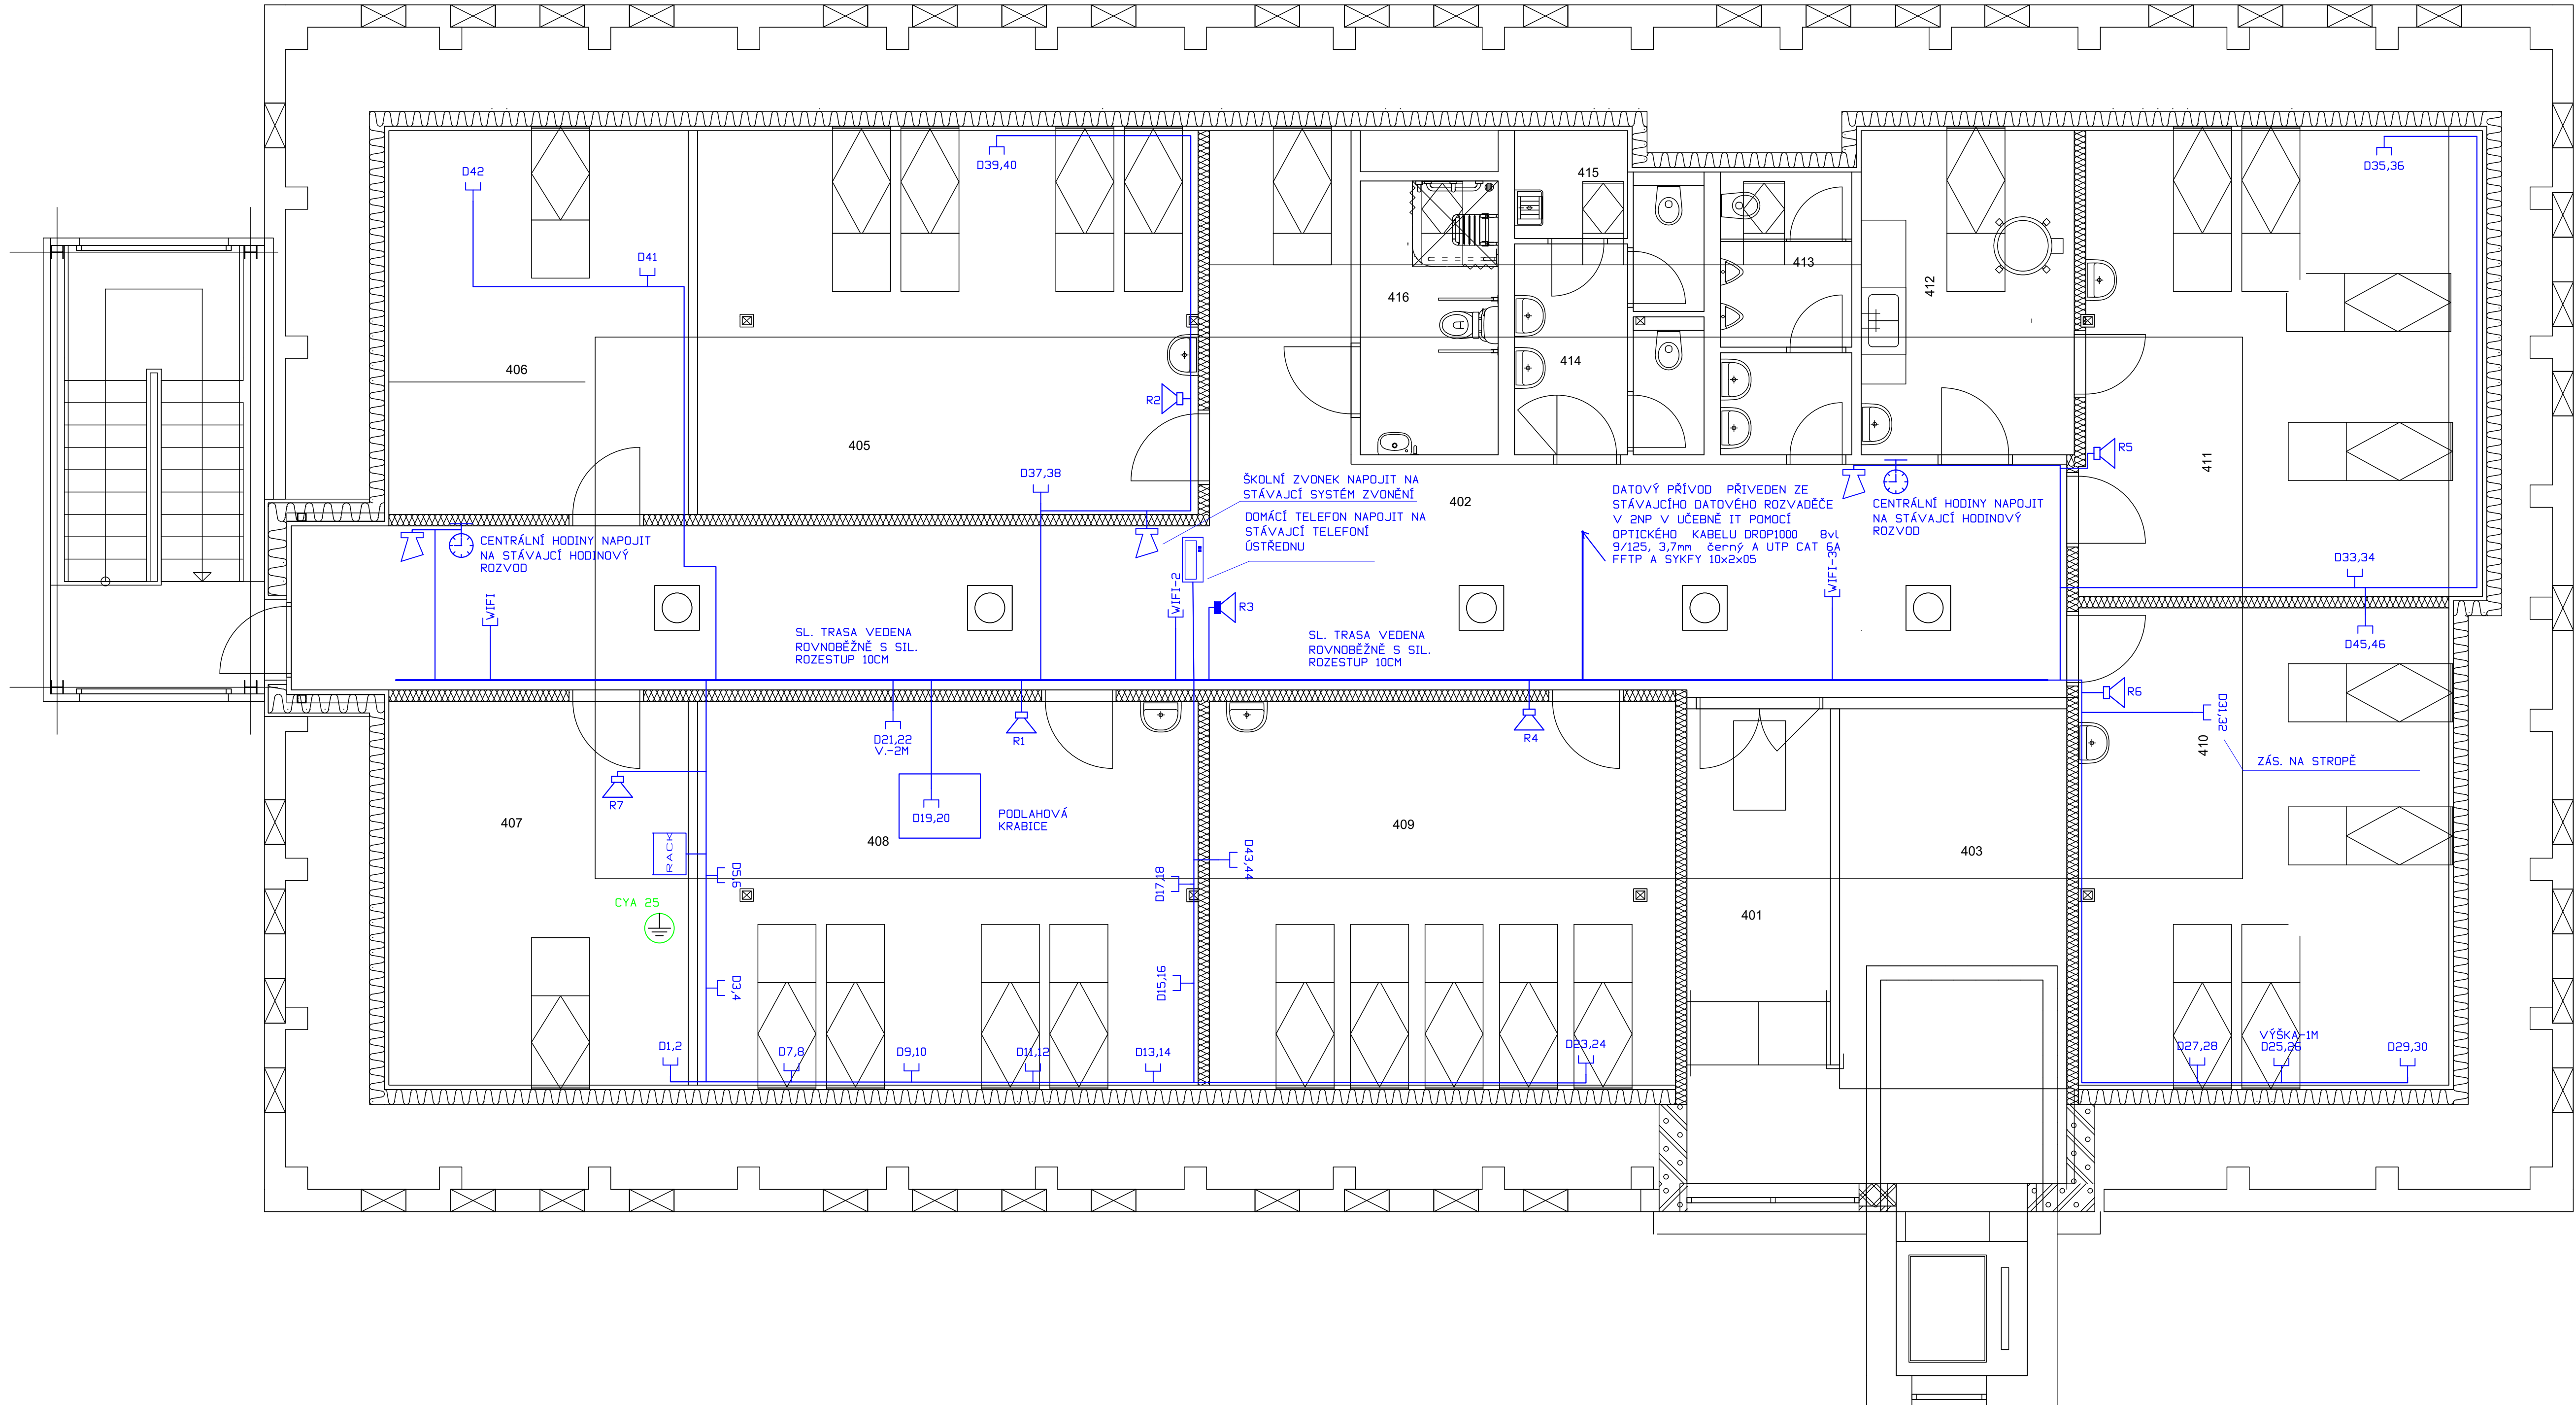 D42
D41
D39,40
415
D35,36
413
416
412
414
406
405
R2
R5
411
D37,38
402
ŠKOLNÍ ZVONEK NAPOJIT NA
STÁVAJCÍ SYSTÉM ZVONĚNÍ
DOMÁCÍ TELEFON NAPOJIT NA
STÁVAJCÍ TELEFONÍ
ÚSTŘEDNU
DATOVÝ PŘÍVOD PŘIVEDEN ZE
STÁVAJCÍHO DATOVÉHO ROZVADĚČE
V 2NP V UČEBNĚ IT POMOCÍ
OPTICKÉHO KABELU DROP1000 8vl
9/125, 3,7mm černý A UTP CAT 6A
FFTP A SYKFY 10x2x05
CENTRÁLNÍ HODINY NAPOJIT
NA STÁVAJCÍ HODINOVÝ
ROZVOD
CENTRÁLNÍ HODINY NAPOJIT
NA STÁVAJCÍ HODINOVÝ
ROZVOD
WIFI
WIFI-2
WIFI-3
R3
D33,34
D45,46
SL. TRASA VEDENA
ROVNOBĚŽNĚ S SIL.
ROZESTUP 10CM
SL. TRASA VEDENA
ROVNOBĚŽNĚ S SIL.
ROZESTUP 10CM
R6
D31,32
410
ZÁS. NA STROPĚ
D21,22
V.-2M
R1
R4
R7
D19,20
PODLAHOVÁ
KRABICE
407
408
409
403
401
RACK
D5,6
D43,44
D17,18
CYA 25
D3,4
D15,16
D1,2
D7,8
D9,10
D11,12
D13,14
D23,24
D27,28
VÝŠKA-1M
D25,26
D29,30